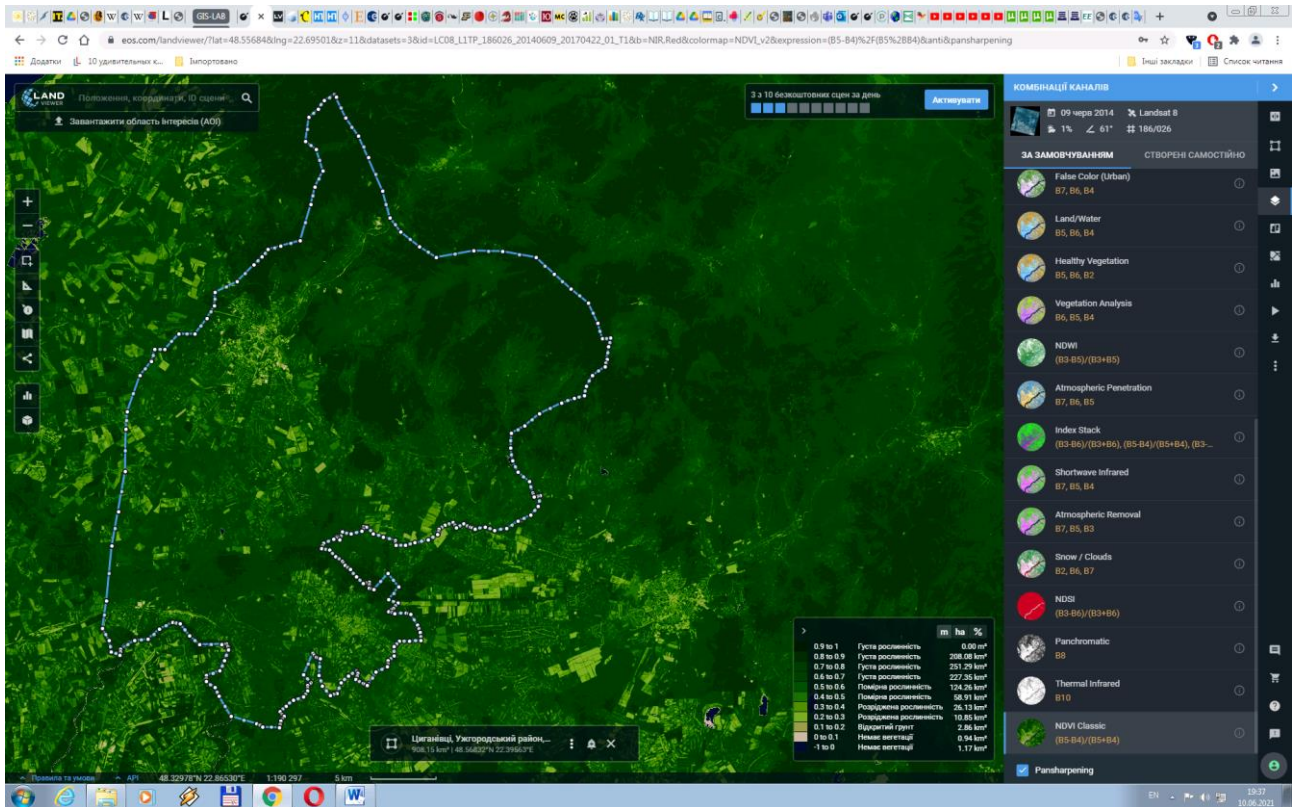 GIS-LAB
eos.com/landviewer/?lat=48.55684&lng=22.69501&z=11&datasets=3&id=LC08_L1TP_186026_20140609_20170422_01_T1&b=NIR,Red&colormap=NDVI_v2&expression=(B5-B4)%2F(B5%2BB4)&anti&pansharpening
Додатки
10 удивительных к...
Імпортовано
Інші закладки
Список читання
LAND VIEWER
Положення, координати, ID сцени ...
Завантажити область Інтересів (AOI)
3 з 10 безкоштовних сцен за день
Активувати
КОМБІНАЦІЇ КАНАЛІВ
09 черв 2014 Landsat 8
1% 61° 186/026
ЗА ЗАМОВЧУВАННЯМ СТВОРЕНІ САМОСТІЙНО
False Color (Urban)
B7, B6, B4
Land/Water
B5, B6, B4
Healthy Vegetation
B5, B6, B2
Vegetation Analysis
B6, B5, B4
NDWI
(B3-B5)/(B3+B5)
Atmospheric Penetration
B7, B6, B5
Index Stack
(B3-B6)/(B3+B6), (B5-B4)/(B5+B4), (B3-...
Shortwave Infrared
B7, B5, B4
Atmospheric Removal
B7, B5, B3
Snow / Clouds
B2, B6, B7
NDSI
(B3-B6)/(B3+B6)
Panchromatic
B8
Thermal Infrared
B10
NDVI Classic
(B5-B4)/(B5+B4)
Pansharpening
m ha %
0.9 to 1 Густа рослинність 0.00 m²
0.8 to 0.9 Густа рослинність 208.08 km²
0.7 to 0.8 Густа рослинність 251.29 km²
0.6 to 0.7 Густа рослинність 227.35 km²
0.5 to 0.6 Помірна рослинність 124.26 km²
0.4 to 0.5 Помірна рослинність 58.91 km²
0.3 to 0.4 Розріджена рослинність 26.13 km²
0.2 to 0.3 Розріджена рослинність 10.85 km²
0.1 to 0.2 Відкритий грунт 2.86 km²
0 to 0.1 Немає вегетації 0.94 km²
-1 to 0 Немає вегетації 1.17 km²
Циганівці, Ужгородський район,...
908.15 km² | 48.56832°N 22.39563°E
Правила та умови API 48.32978°N 22.86530°E 1:190 297 5 km
EN
19:37
10.06.2021